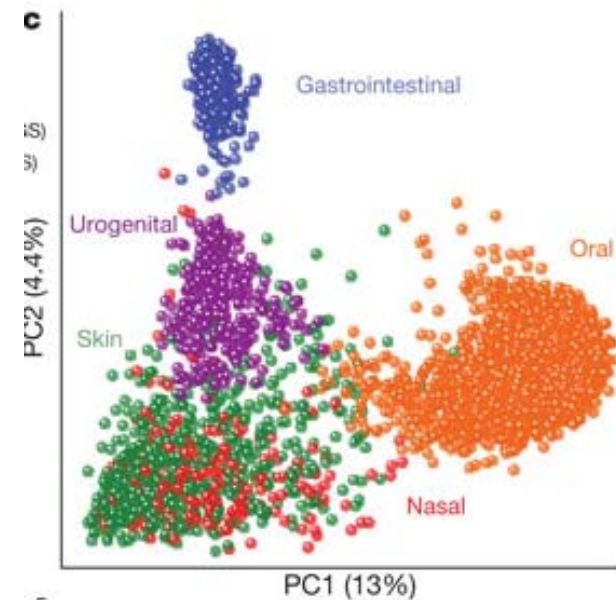 c
Gastrointestinal
Urogenital
Oral
Skin
Nasal
PC2 (4.4%)
PC1 (13%)